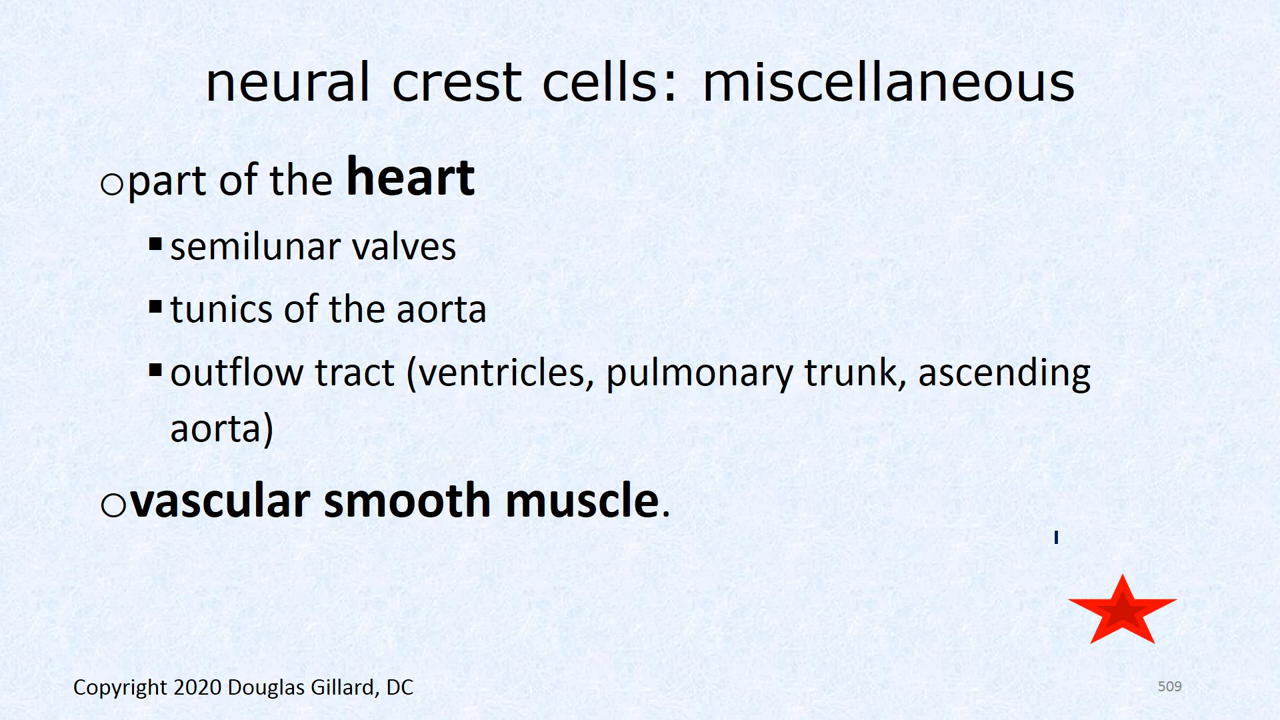 neural crest cells: miscellaneous
○part of the heart
▪semilunar valves
▪tunics of the aorta
▪outflow tract (ventricles, pulmonary trunk, ascending
aorta)
○vascular smooth muscle.
Copyright 2020 Douglas Gillard, DC
509